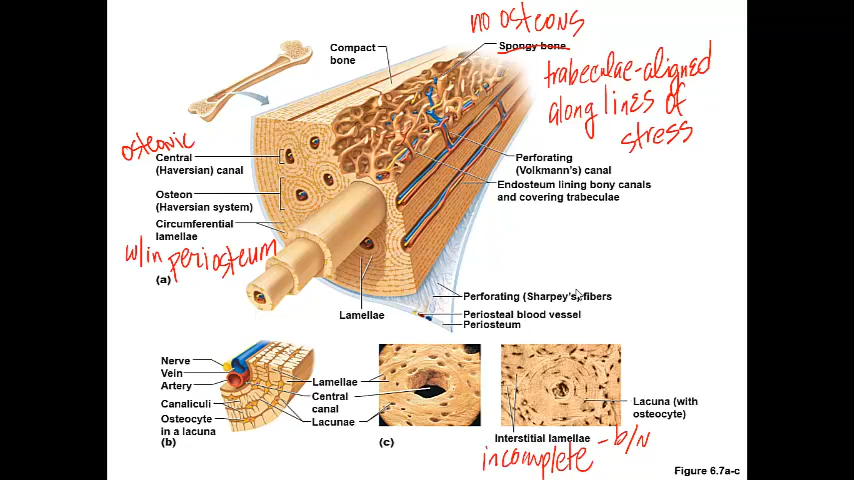 no osteons
Spongy bone
Compact
bone
trabeculae-aligned
along lines of
stress
osteonic
Central
(Haversian) canal
Perforating
(Volkmann's) canal
Osteon
(Haversian system)
Endosteum lining bony canals
and covering trabeculae
Circumferential
lamellae
w/in periosteum
(a)
Perforating (Sharpey's) fibers
Lamellae
Periosteal blood vessel
Periosteum
Nerve
Vein
Artery
Canaliculi
Osteocyte
in a lacuna
(b)
Lamellae
Central
canal
Lacunae
(c)
Lacuna (with
osteocyte)
Interstitial lamellae
incomplete - b/n
Figure 6.7a-c